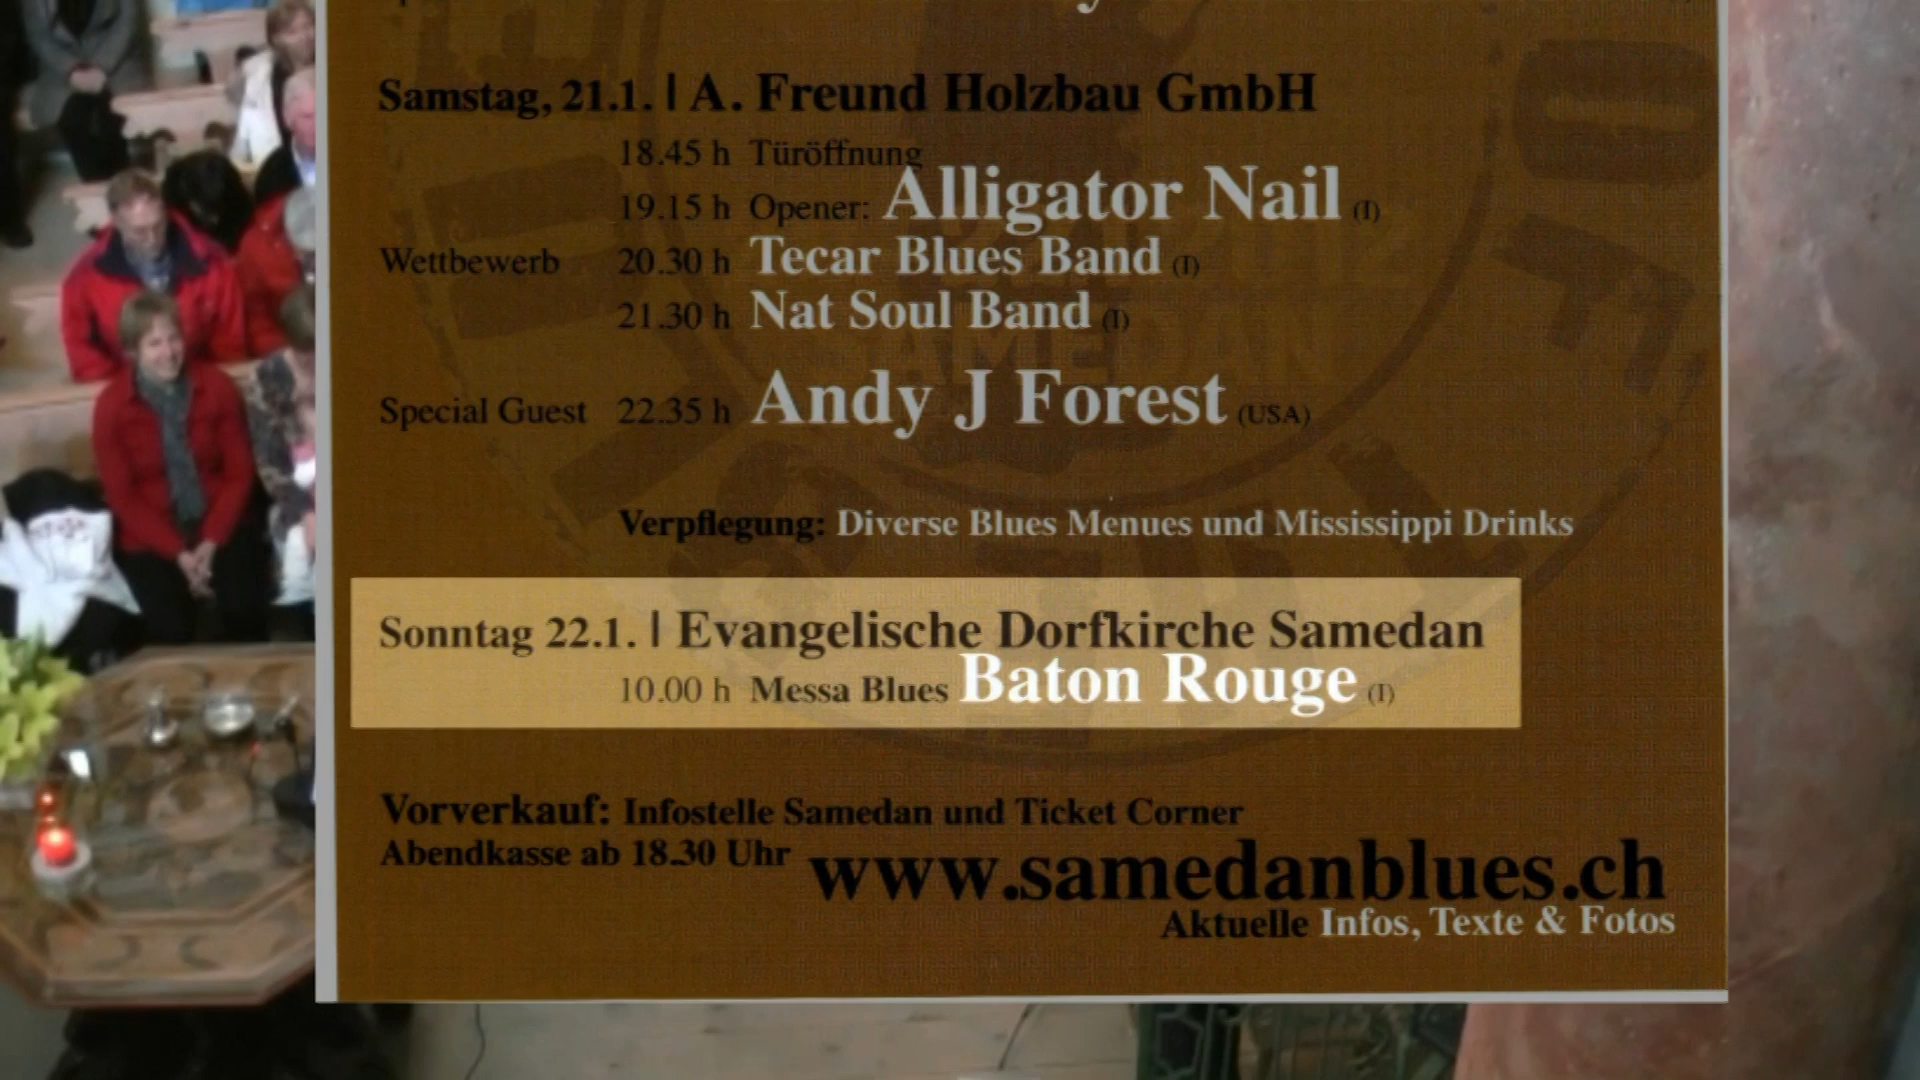 Samstag, 21.1. | A. Freund Holzbau GmbH
18.45 h Türöffnung
19.15 h Opener: Alligator Nail (I)
Wettbewerb 20.30 h Tecar Blues Band (I)
21.30 h Nat Soul Band (I)
Special Guest 22.35 h Andy J Forest (USA)
Verpflegung: Diverse Blues Menues und Mississippi Drinks
Sonntag 22.1. | Evangelische Dorfkirche Samedan
10.00 h Messa Blues Baton Rouge (I)
Vorverkauf: Infostelle Samedan und Ticket Corner
Abendkasse ab 18.30 Uhr www.samedanblues.ch
Aktuelle Infos, Texte & Fotos